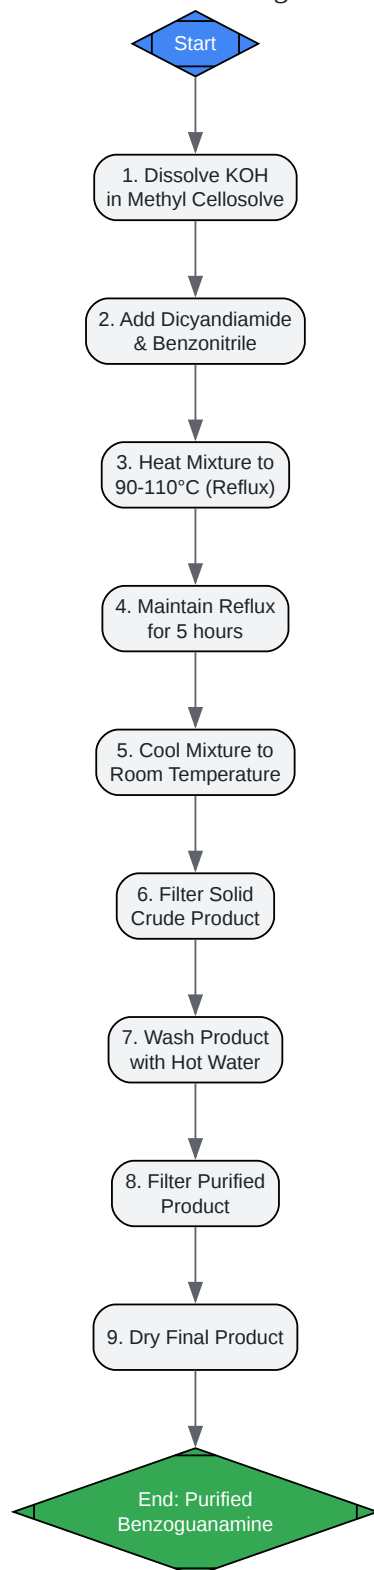 Start
1. Dissolve KOH
in Methyl Cellosolve
2. Add Dicyandiamide
& Benzonitrile
3. Heat Mixture to
90-110°C (Reflux)
4. Maintain Reflux
for 5 hours
5. Cool Mixture to
Room Temperature
6. Filter Solid
Crude Product
7. Wash Product
with Hot Water
8. Filter Purified
Product
9. Dry Final Product
End: Purified
Benzoguanamine